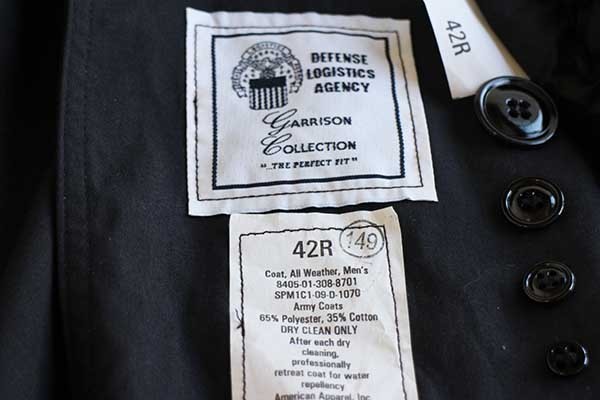 42R
DEFENSE
LOGISTICS
AGENCY
Garrison
Collection
"...THE PERFECT FIT"
42R 149
Coat, All Weather, Men's
8405-01-308-8701
SPM1C1-09-D-1070
Army Coats
65% Polyester, 35% Cotton
DRY CLEAN ONLY
After each dry
cleaning,
professionally
retreat coat for water
repellency
American Apparel, Inc